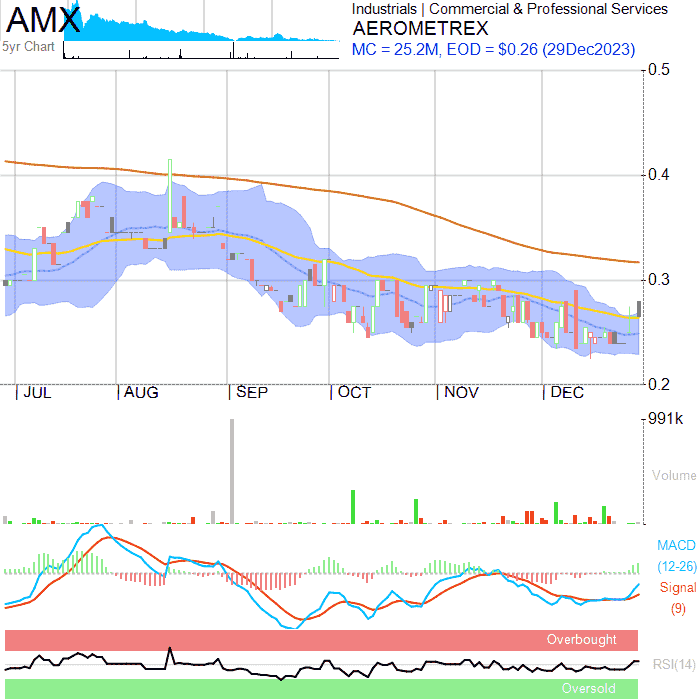 AMX
5yr Chart
Industrials | Commercial & Professional Services
AEROMETREX
MC = 25.2M, EOD = $0.26 (29Dec2023)
0.5
0.4
0.3
0.2
JUL
AUG
SEP
OCT
NOV
DEC
991k
Volume
MACD
(12-26)
Signal
(9)
Overbought
RSI(14)
Oversold